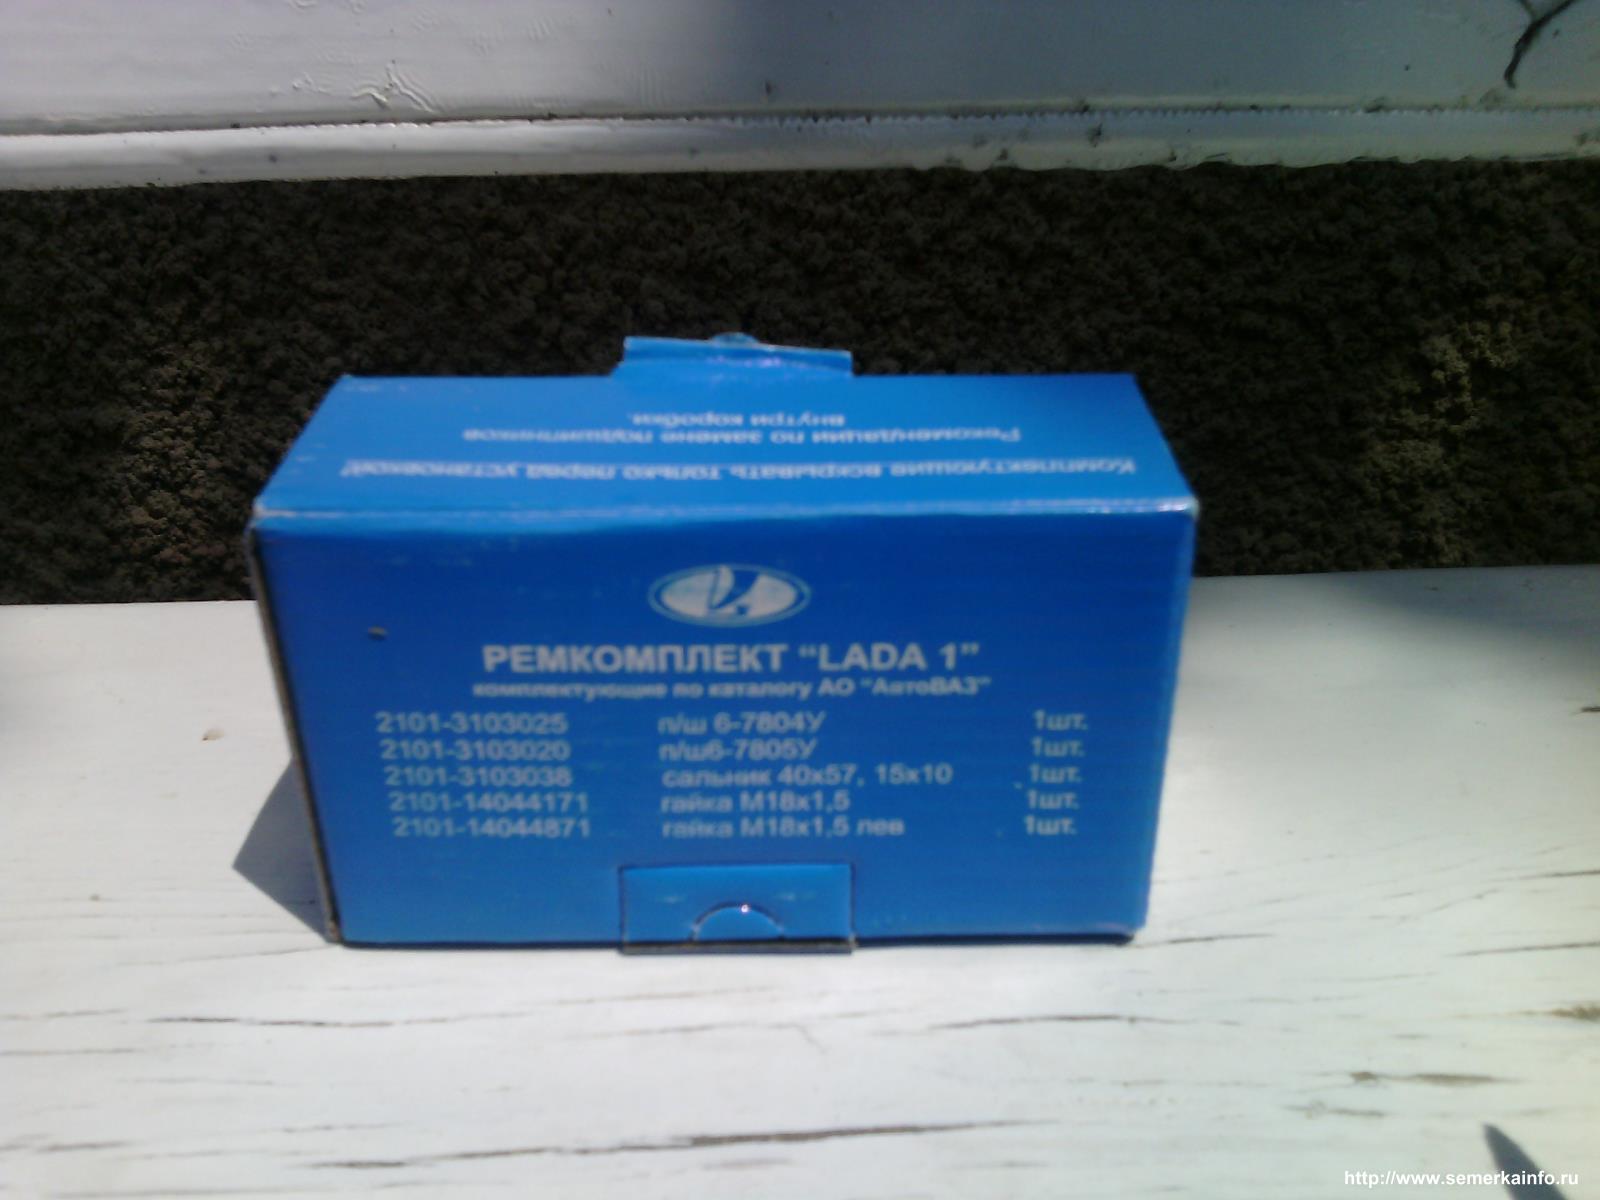 Комплектующие вскрывать только перед установкой!
Рекомендации по замене подшипников
внутри коробки.
РЕМКОМПЛЕКТ “LADA 1”
комплектующие по каталогу АО “АвтоВАЗ”
2101-3103025 п/ш 6-7804У 1шт.
2101-3103020 п/ш6-7805У 1шт.
2101-3103038 сальник 40х57, 15х10 1шт.
2101-14044171 гайка М18х1,5 1шт.
2101-14044871 гайка М18х1,5 лев 1шт.
http://www.semerkainfo.ru